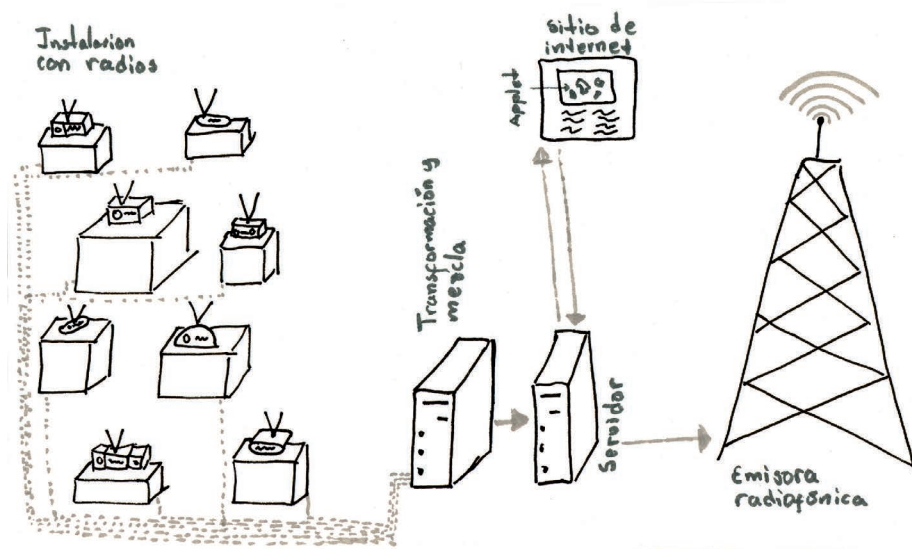 Instalacion
con radios
sitio de
internet
Applet
Transformación y
mezcla
Servidor
Emisora
radiofónica